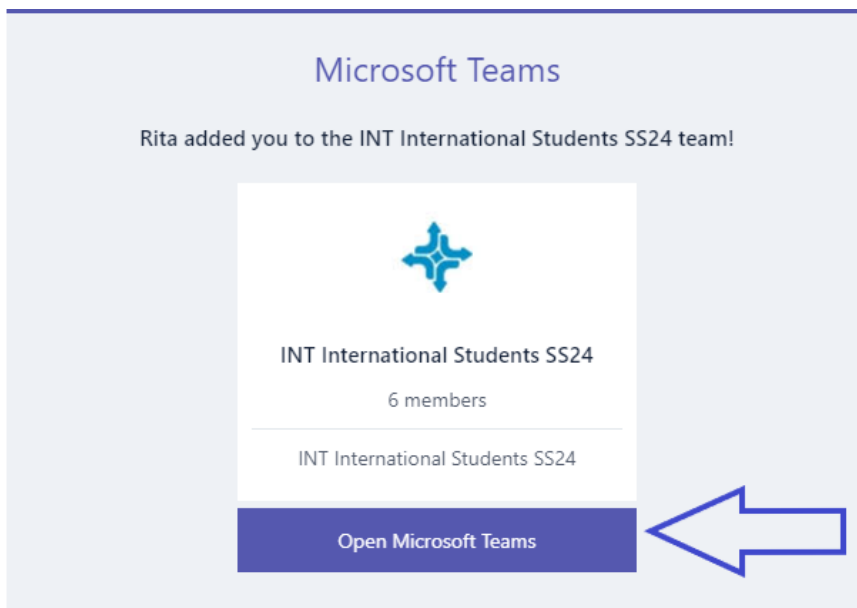 Microsoft Teams
Rita added you to the INT International Students SS24 team!
INT International Students SS24
6 members
INT International Students SS24
Open Microsoft Teams